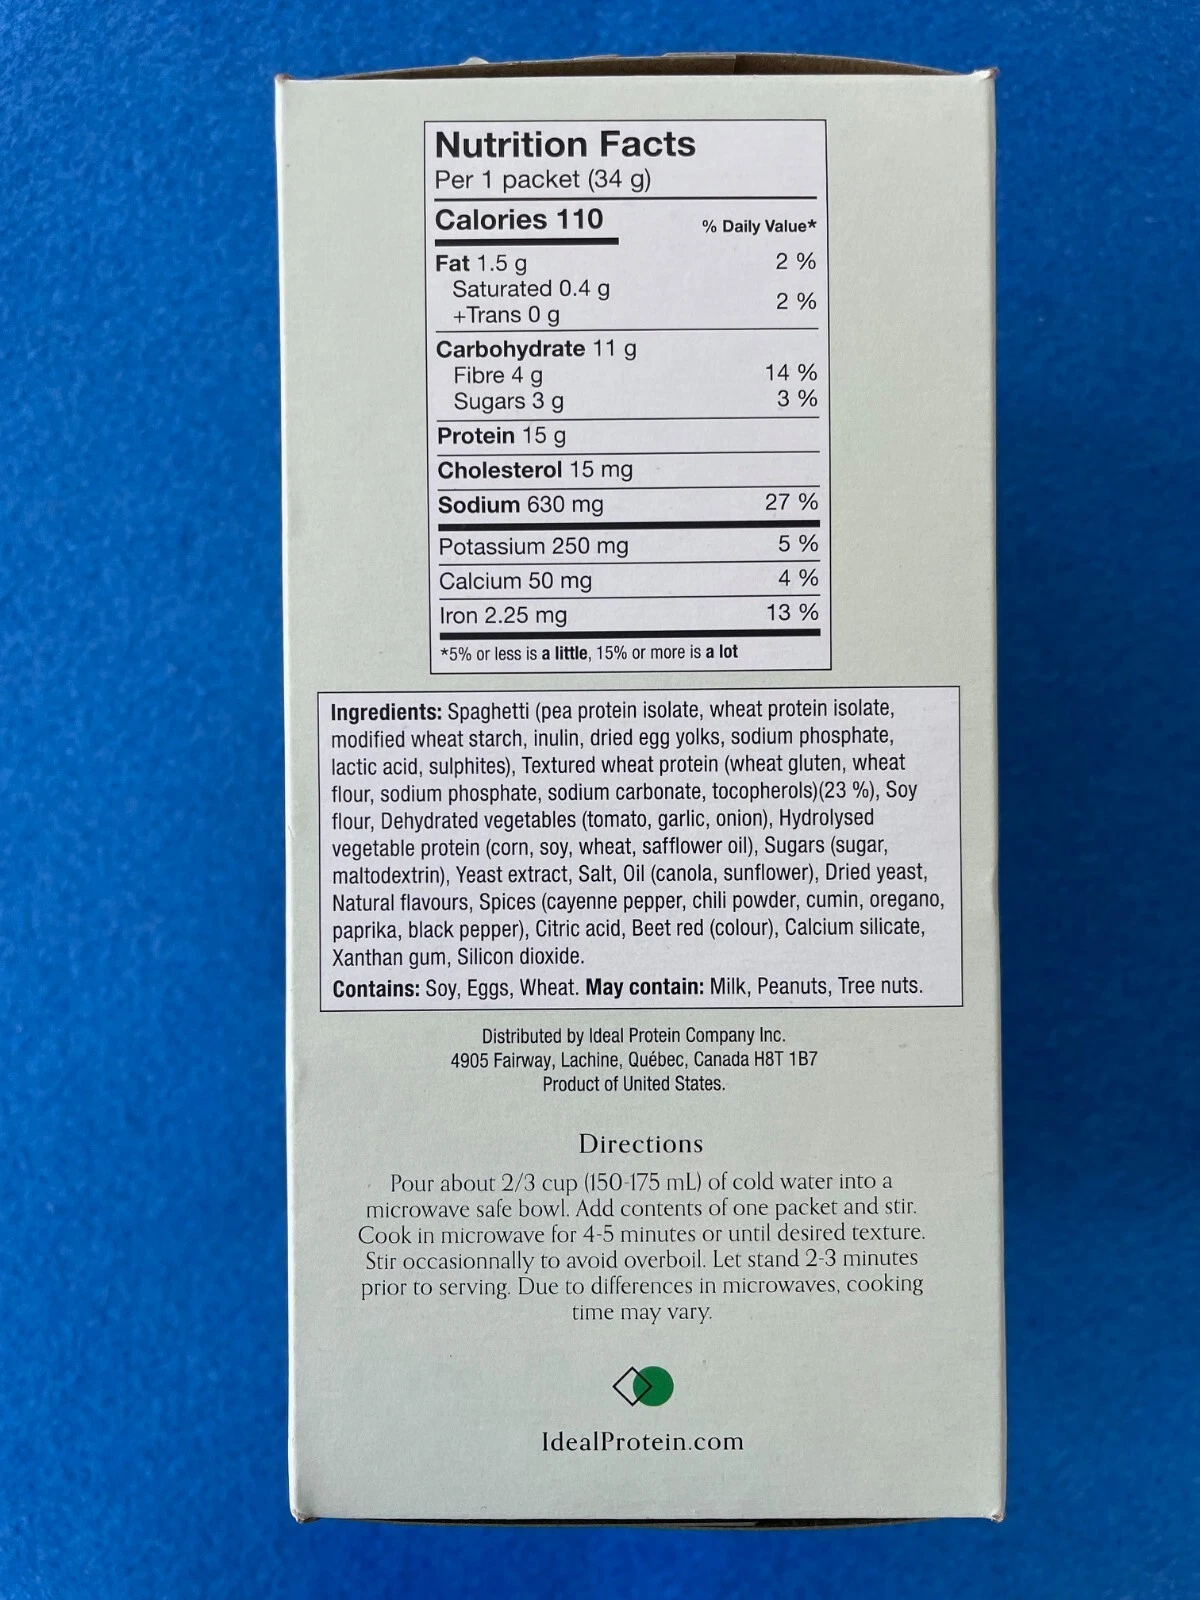 Nutrition Facts
Per 1 packet (34 g)
Calories 110
% Daily Value*
Fat 1.5 g 2 %
Saturated 0.4 g
+Trans 0 g 2 %
Carbohydrate 11 g
Fibre 4 g 14 %
Sugars 3 g 3 %
Protein 15 g
Cholesterol 15 mg
Sodium 630 mg 27 %
Potassium 250 mg 5 %
Calcium 50 mg 4 %
Iron 2.25 mg 13 %
*5% or less is a little, 15% or more is a lot
Ingredients: Spaghetti (pea protein isolate, wheat protein isolate,
modified wheat starch, inulin, dried egg yolks, sodium phosphate,
lactic acid, sulphites), Textured wheat protein (wheat gluten, wheat
flour, sodium phosphate, sodium carbonate, tocopherols)(23 %), Soy
flour, Dehydrated vegetables (tomato, garlic, onion), Hydrolysed
vegetable protein (corn, soy, wheat, safflower oil), Sugars (sugar,
maltodextrin), Yeast extract, Salt, Oil (canola, sunflower), Dried yeast,
Natural flavours, Spices (cayenne pepper, chili powder, cumin, oregano,
paprika, black pepper), Citric acid, Beet red (colour), Calcium silicate,
Xanthan gum, Silicon dioxide.
Contains: Soy, Eggs, Wheat. May contain: Milk, Peanuts, Tree nuts.
Distributed by Ideal Protein Company Inc.
4905 Fairway, Lachine, Québec, Canada H8T 1B7
Product of United States.
Directions
Pour about 2/3 cup (150-175 mL) of cold water into a
microwave safe bowl. Add contents of one packet and stir.
Cook in microwave for 4-5 minutes or until desired texture.
Stir occasionnally to avoid overboil. Let stand 2-3 minutes
prior to serving. Due to differences in microwaves, cooking
time may vary.
IdealProtein.com